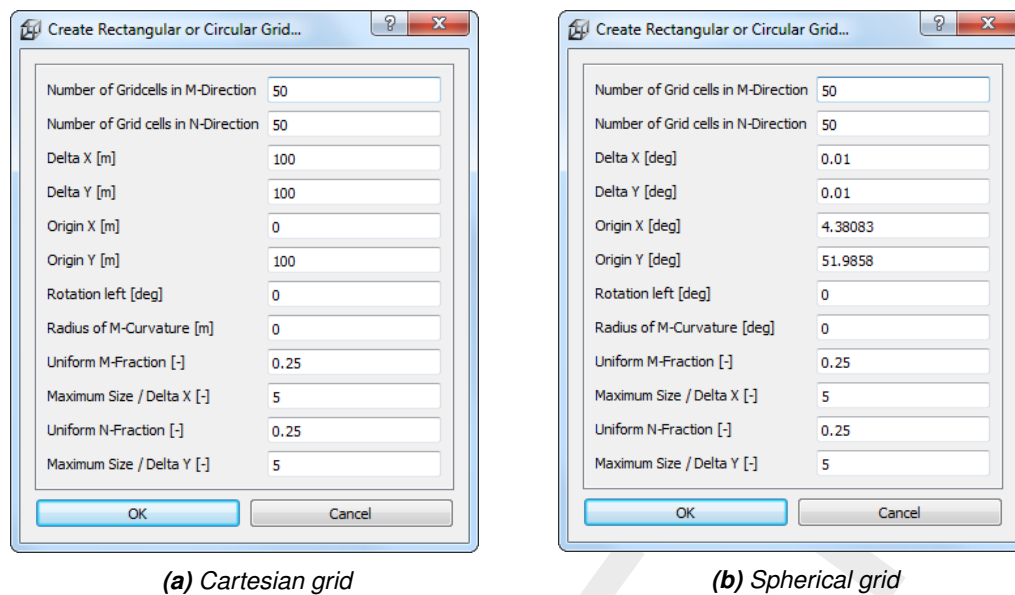 Create Rectangular or Circular Grid...
Number of Gridcells in M-Direction 50
Number of Grid cells in N-Direction 50
Delta X [m] 100
Delta Y [m] 100
Origin X [m] 0
Origin Y [m] 100
Rotation left [deg] 0
Radius of M-Curvature [m] 0
Uniform M-Fraction [-] 0.25
Maximum Size / Delta X [-] 5
Uniform N-Fraction [-] 0.25
Maximum Size / Delta Y [-] 5
OK Cancel
(a) Cartesian grid
Create Rectangular or Circular Grid...
Number of Grid cells in M-Direction 50
Number of Grid cells in N-Direction 50
Delta X [deg] 0.01
Delta Y [deg] 0.01
Origin X [deg] 4.38083
Origin Y [deg] 51.9858
Rotation left [deg] 0
Radius of M-Curvature [deg] 0
Uniform M-Fraction [-] 0.25
Maximum Size / Delta X [-] 5
Uniform N-Fraction [-] 0.25
Maximum Size / Delta Y [-] 5
OK Cancel
(b) Spherical grid